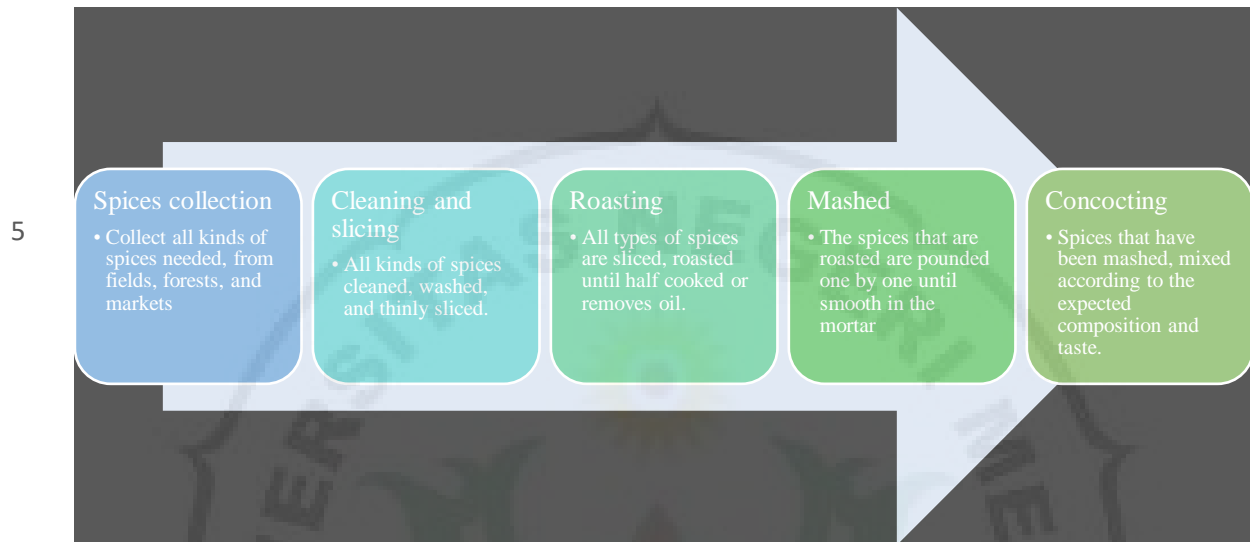 5
Spices collection
• Collect all kinds of
spices needed, from
fields, forests, and
markets
Cleaning and
slicing
• All kinds of spices
cleaned, washed,
and thinly sliced.
Roasting
• All types of spices
are sliced, roasted
until half cooked or
removes oil.
Mashed
• The spices that are
roasted are pounded
one by one until
smooth in the
mortar
Concocting
• Spices that have
been mashed, mixed
according to the
expected
composition and
taste.
ERSITAS NEGERI ME